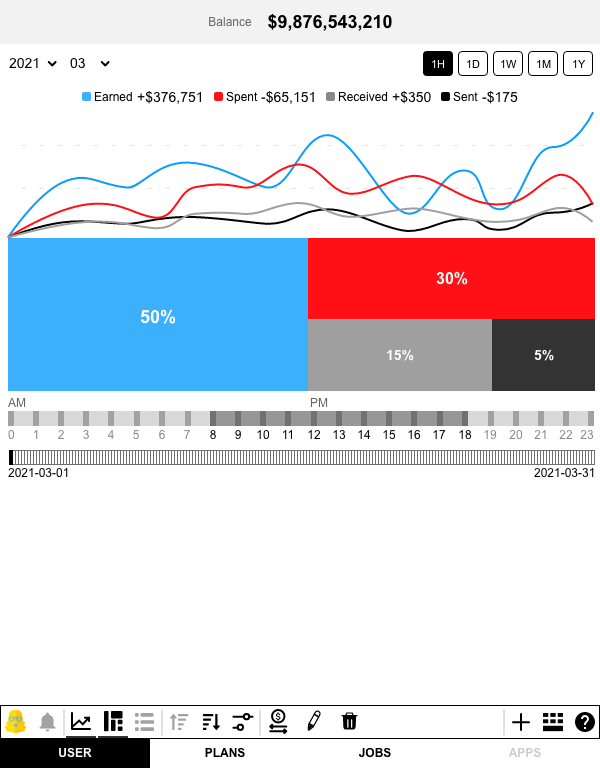 Balance $9,876,543,210
2021 03 1H 1D 1W 1M 1Y
Earned +$376,751 Spent -$65,151 Received +$350 Sent -$175
50%
30%
15% 5%
AM PM
0 1 2 3 4 5 6 7 8 9 10 11 12 13 14 15 16 17 18 19 20 21 22 23
2021-03-01 2021-03-31
USER PLANS JOBS APPS